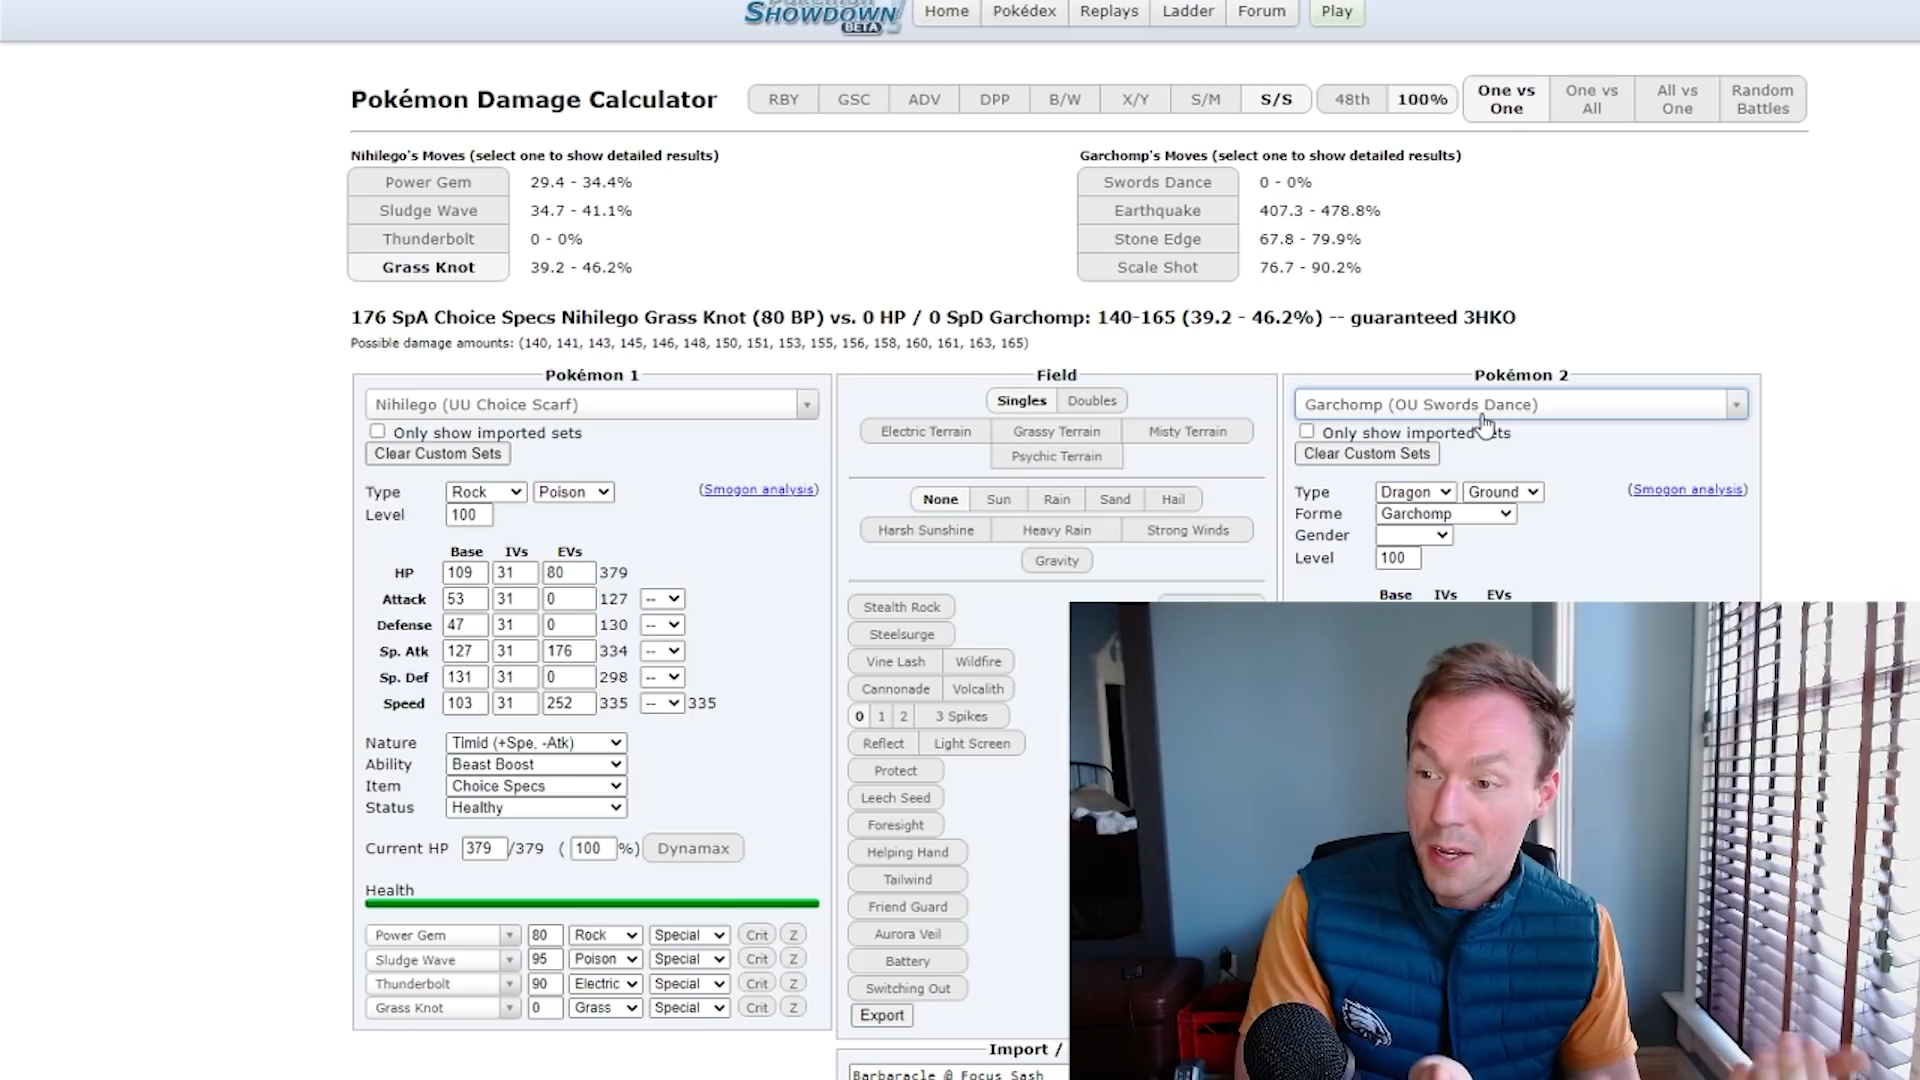 Pokémon
SHOWDOWN!
BETA
Home Pokédex Replays Ladder Forum Play
Pokémon Damage Calculator
RBY GSC ADV DPP B/W X/Y S/M S/S 48th 100%
One vs One
One vs All
All vs One
Random Battles
Nihilego's Moves (select one to show detailed results)
Power Gem 29.4 - 34.4%
Sludge Wave 34.7 - 41.1%
Thunderbolt 0 - 0%
Grass Knot 39.2 - 46.2%
Garchomp's Moves (select one to show detailed results)
Swords Dance 0 - 0%
Earthquake 407.3 - 478.8%
Stone Edge 67.8 - 79.9%
Scale Shot 76.7 - 90.2%
176 SpA Choice Specs Nihilego Grass Knot (80 BP) vs. 0 HP / 0 SpD Garchomp: 140-165 (39.2 - 46.2%) -- guaranteed 3HKO
Possible damage amounts: (140, 141, 143, 145, 146, 148, 150, 151, 153, 155, 156, 158, 160, 161, 163, 165)
Pokémon 1
Nihilego (UU Choice Scarf)
Only show imported sets
Clear Custom Sets
Type Rock Poison (Smogon analysis)
Level 100
Base IVs EVs
HP 109 31 80 379
Attack 53 31 0 127 --
Defense 47 31 0 130 --
Sp. Atk 127 31 176 334 --
Sp. Def 131 31 0 298 --
Speed 103 31 252 335 -- 335
Nature Timid (+Spe, -Atk)
Ability Beast Boost
Item Choice Specs
Status Healthy
Current HP 379 /379 ( 100 %) Dynamax
Health
Power Gem 80 Rock Special Crit Z
Sludge Wave 95 Poison Special Crit Z
Thunderbolt 90 Electric Special Crit Z
Grass Knot 0 Grass Special Crit Z
Field
Singles Doubles
Electric Terrain Grassy Terrain Misty Terrain
Psychic Terrain
None Sun Rain Sand Hail
Harsh Sunshine Heavy Rain Strong Winds
Gravity
Stealth Rock
Steelsurge
Vine Lash Wildfire
Cannonade Volcalith
0 1 2 3 Spikes
Reflect Light Screen
Protect
Leech Seed
Foresight
Helping Hand
Tailwind
Friend Guard
Aurora Veil
Battery
Switching Out
Export
Import /
Barbaracle @ Focus Sash
Pokémon 2
Garchomp (OU Swords Dance)
Only show imported sets
Clear Custom Sets
Type Dragon Ground (Smogon analysis)
Forme Garchomp
Gender
Level 100
Base IVs EVs